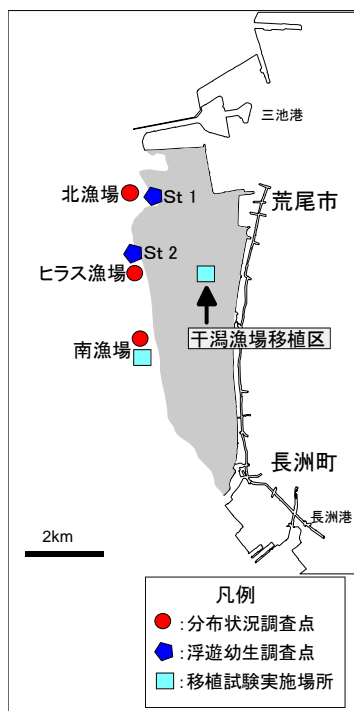 三池港
北漁場
St 1
荒尾市
St 2
ヒラス漁場
干潟漁場移植区
南漁場
長洲町
長洲港
2km
凡例
:分布状況調査点
:浮遊幼生調査点
:移植試験実施場所